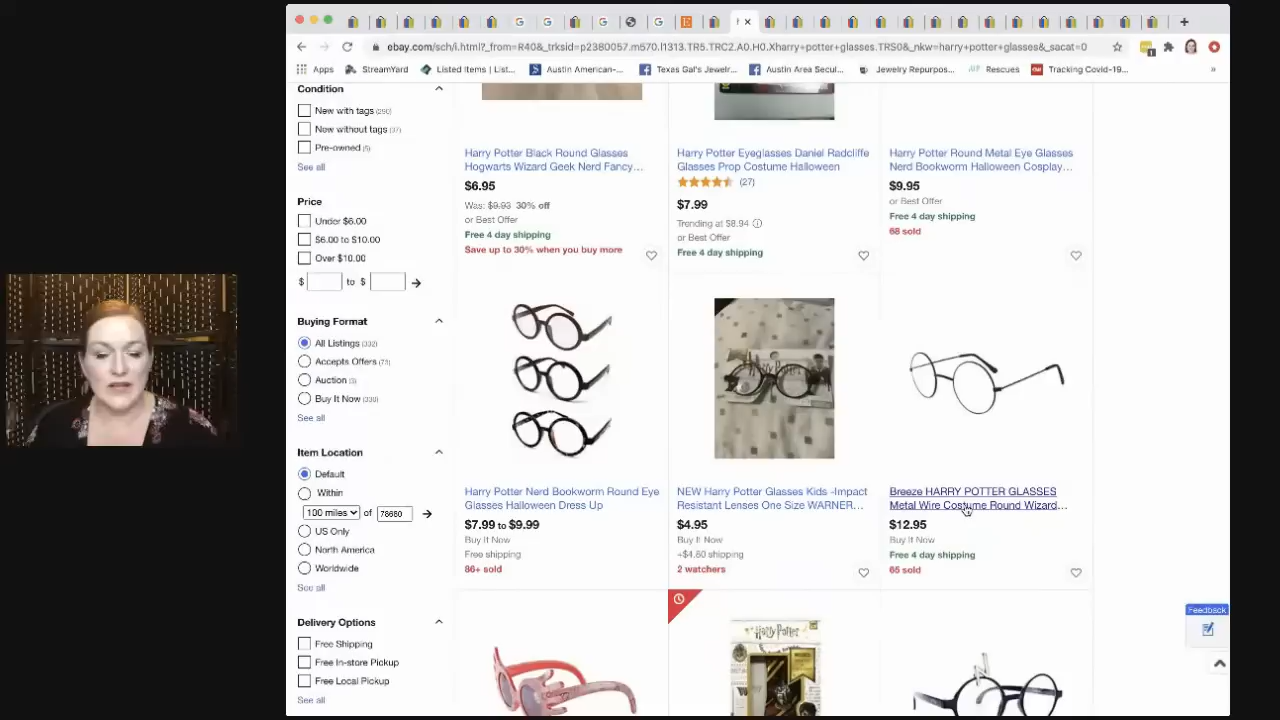 ebay.com/sch/i.html?_from=R40&_trksid=p2380057.m570.l1313.TR5.TRC2.A0.H0.Xharry+potter+glasses.TRS0&_nkw=harry+potter+glasses&_sacat=0
Apps
StreamYard
Listed Items | List...
Austin American-...
Texas Gal's Jewelr...
Austin Area Secul...
Jewelry Repurpos...
Rescues
Tracking Covid-19...
»
Condition
New with tags (290)
New without tags (37)
Pre-owned (5)
See all
Price
Under $6.00
$6.00 to $10.00
Over $10.00
$ to $
Buying Format
All Listings (332)
Accepts Offers (73)
Auction (3)
Buy It Now (330)
See all
Item Location
Default
Within
100 miles of 78680
US Only
North America
Worldwide
See all
Delivery Options
Free Shipping
Free In-store Pickup
Free Local Pickup
See all
Harry Potter Black Round Glasses
Hogwarts Wizard Geek Nerd Fancy...
$6.95
Was: $9.93 30% off
or Best Offer
Free 4 day shipping
Save up to 30% when you buy more
Harry Potter Eyeglasses Daniel Radcliffe
Glasses Prop Costume Halloween
(27)
$7.99
Trending at $8.94
or Best Offer
Free 4 day shipping
Harry Potter Round Metal Eye Glasses
Nerd Bookworm Halloween Cosplay...
$9.95
or Best Offer
Free 4 day shipping
68 sold
Harry Potter Nerd Bookworm Round Eye
Glasses Halloween Dress Up
$7.99 to $9.99
Buy It Now
Free shipping
86+ sold
NEW Harry Potter Glasses Kids -Impact
Resistant Lenses One Size WARNER...
$4.95
Buy It Now
+$4.60 shipping
2 watchers
Breeze HARRY POTTER GLASSES
Metal Wire Costume Round Wizard...
$12.95
Buy It Now
Free 4 day shipping
65 sold
Harry Potter
Feedback